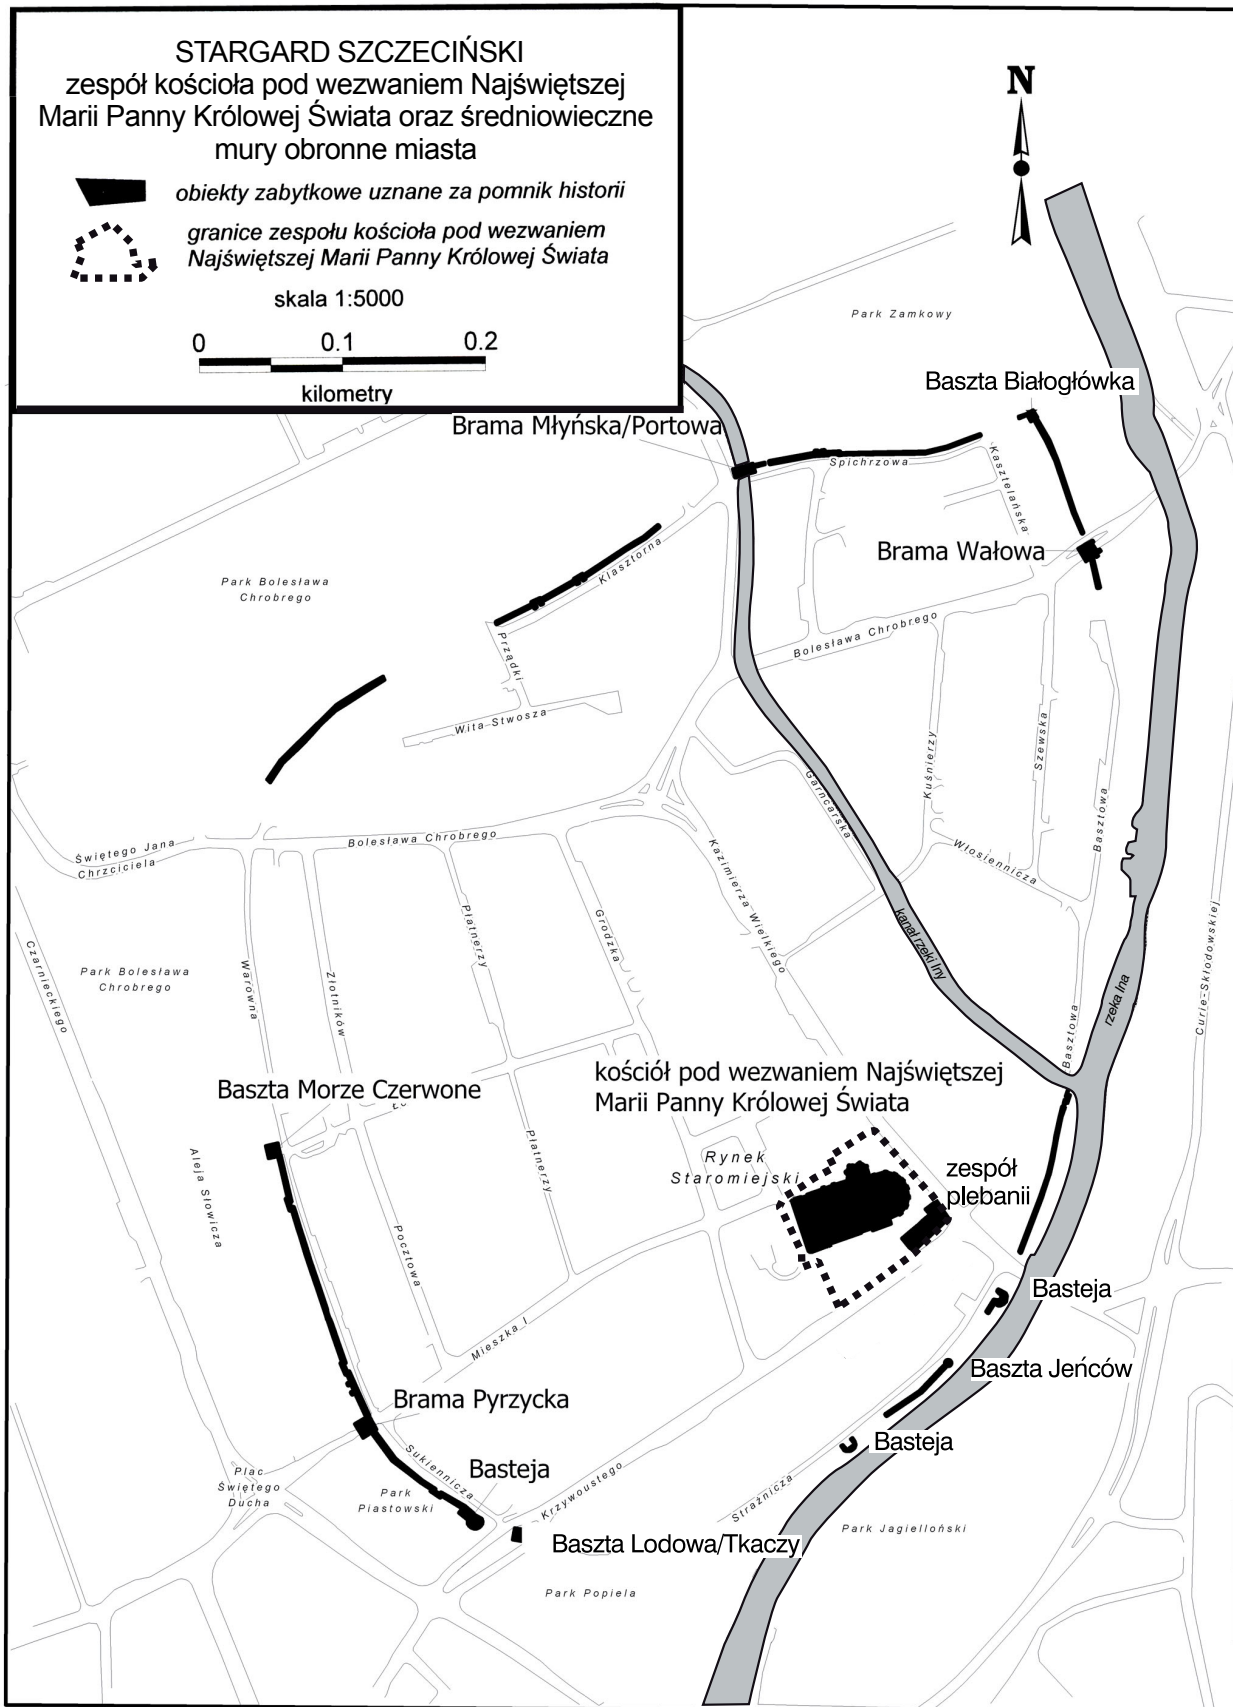 STARGARD SZCZECIŃSKI
zespół kościoła pod wezwaniem Najświętszej
Marii Panny Królowej Świata oraz średniowieczne
mury obronne miasta
obiekty zabytkowe uznane za pomnik historii
granice zespołu kościoła pod wezwaniem
Najświętszej Marii Panny Królowej Świata
skala 1:5000
0 0.1 0.2
kilometry
N
Park Zamkowy
Baszta Białogłówka
Brama Młyńska/Portowa
Spichrzowa
Kasztelańska
Brama Wałowa
Klasztorna
Park Bolesława
Chrobrego
Prządki
Bolesława Chrobrego
Wita Stwosza
Kuśnierzy
Szewska
Garncarska
Basztowa
Świętego Jana
Chrzciciela
Bolesława Chrobrego
Kazimierza Wielkiego
Włosiennicza
Płatnerzy
Grodzka
kanał rzeki Iny
Czarnieckiego
Park Bolesława
Chrobrego
Warowna
Złotników
rzeka Ina
Curie-Skłodowskiej
Basztowa
kościół pod wezwaniem Najświętszej
Marii Panny Królowej Świata
Baszta Morze Czerwone
Płatnerzy
Rynek
Staromiejski
zespół
plebanii
Aleja Słowicza
Pocztowa
Basteja
Mieszka I
Baszta Jeńców
Brama Pyrzycka
Basteja
Sukiennicza
Basteja
Plac
Świętego
Ducha
Park
Piastowski
Krzywoustego
Strażnicza
Park Jagielloński
Baszta Lodowa/Tkaczy
Park Popiela